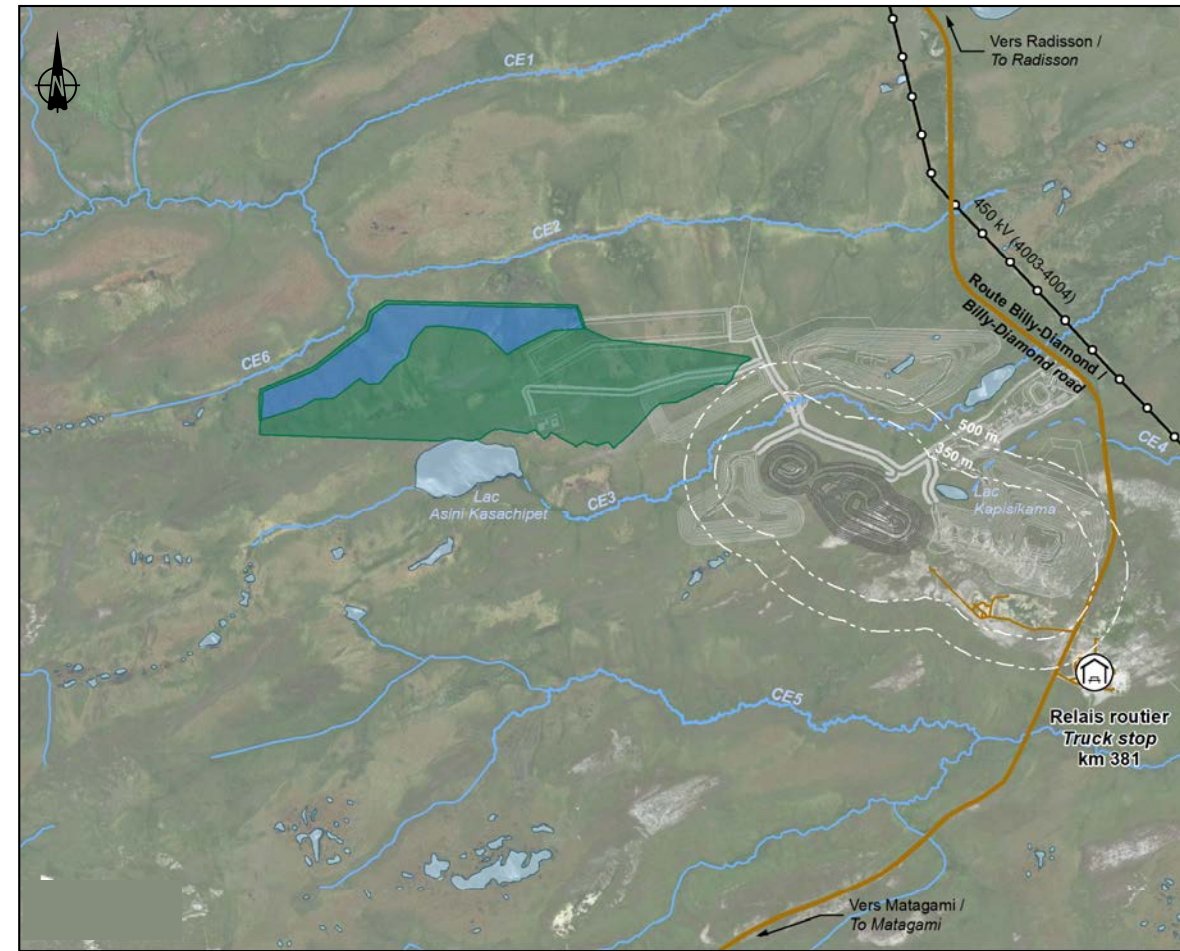 N
Vers Radisson /
To Radisson
CE1
CE2
450 kV (4003-4004)
Route Billy-Diamond /
Billy-Diamond road
CE6
500 m
350 m
CE4
CE3
Lac
Asini Kasachipet
Lac
Kapisikama
CE5
Relais routier
Truck stop
km 381
Vers Matagami /
To Matagami